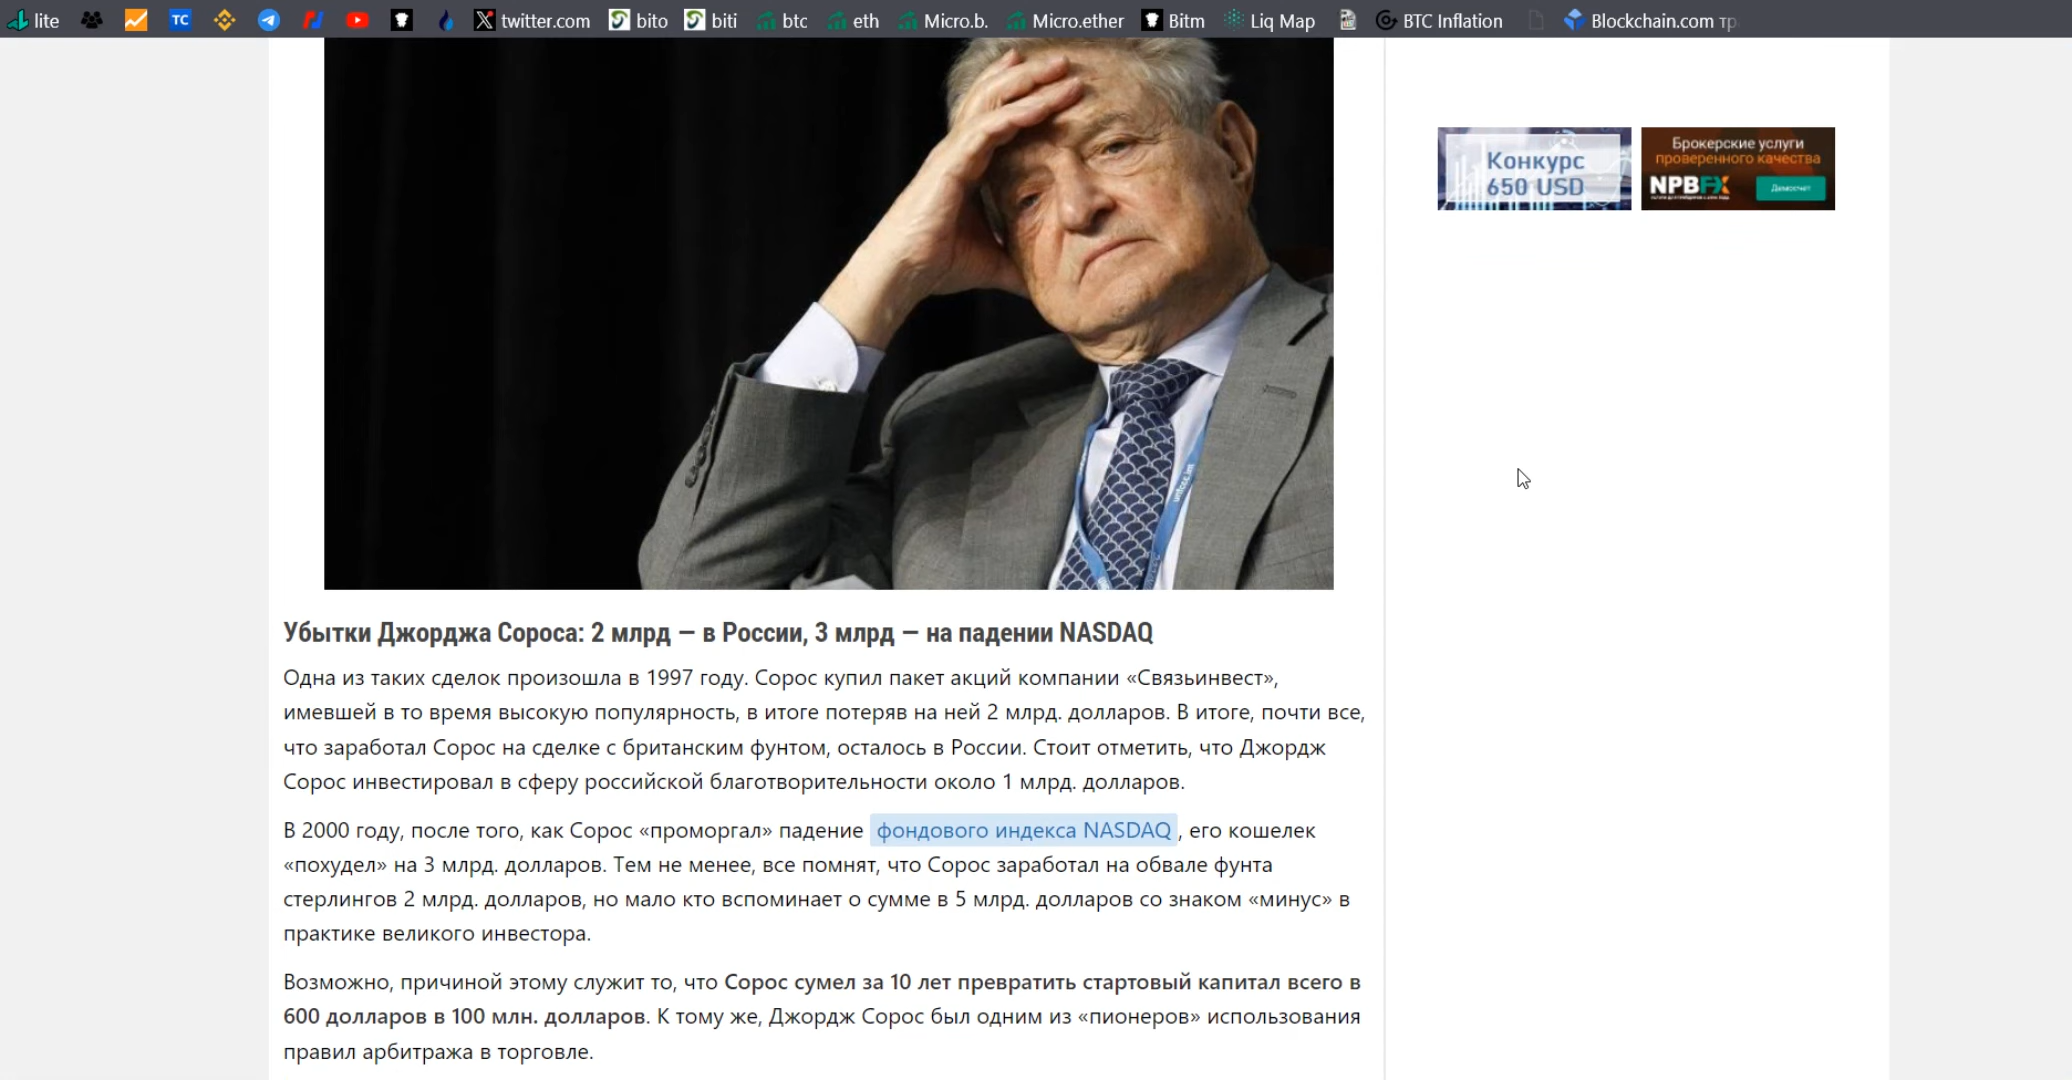 lite
TC
twitter.com
bito
biti
btc
eth
Micro.b.
Micro.ether
Bitm
Liq Map
BTC Inflation
Blockchain.com тр
Конкурс
650 USD
Брокерские услуги
проверенного качества
NPBFX
Демосчет
unfccc.int
Убытки Джорджа Сороса: 2 млрд — в России, 3 млрд — на падении NASDAQ
Одна из таких сделок произошла в 1997 году. Сорос купил пакет акций компании «Связьинвест»,
имевшей в то время высокую популярность, в итоге потеряв на ней 2 млрд. долларов. В итоге, почти все,
что заработал Сорос на сделке с британским фунтом, осталось в России. Стоит отметить, что Джордж
Сорос инвестировал в сферу российской благотворительности около 1 млрд. долларов.
В 2000 году, после того, как Сорос «проморгал» падение фондового индекса NASDAQ , его кошелек
«похудел» на 3 млрд. долларов. Тем не менее, все помнят, что Сорос заработал на обвале фунта
стерлингов 2 млрд. долларов, но мало кто вспоминает о сумме в 5 млрд. долларов со знаком «минус» в
практике великого инвестора.
Возможно, причиной этому служит то, что Сорос сумел за 10 лет превратить стартовый капитал всего в
600 долларов в 100 млн. долларов. К тому же, Джордж Сорос был одним из «пионеров» использования
правил арбитража в торговле.